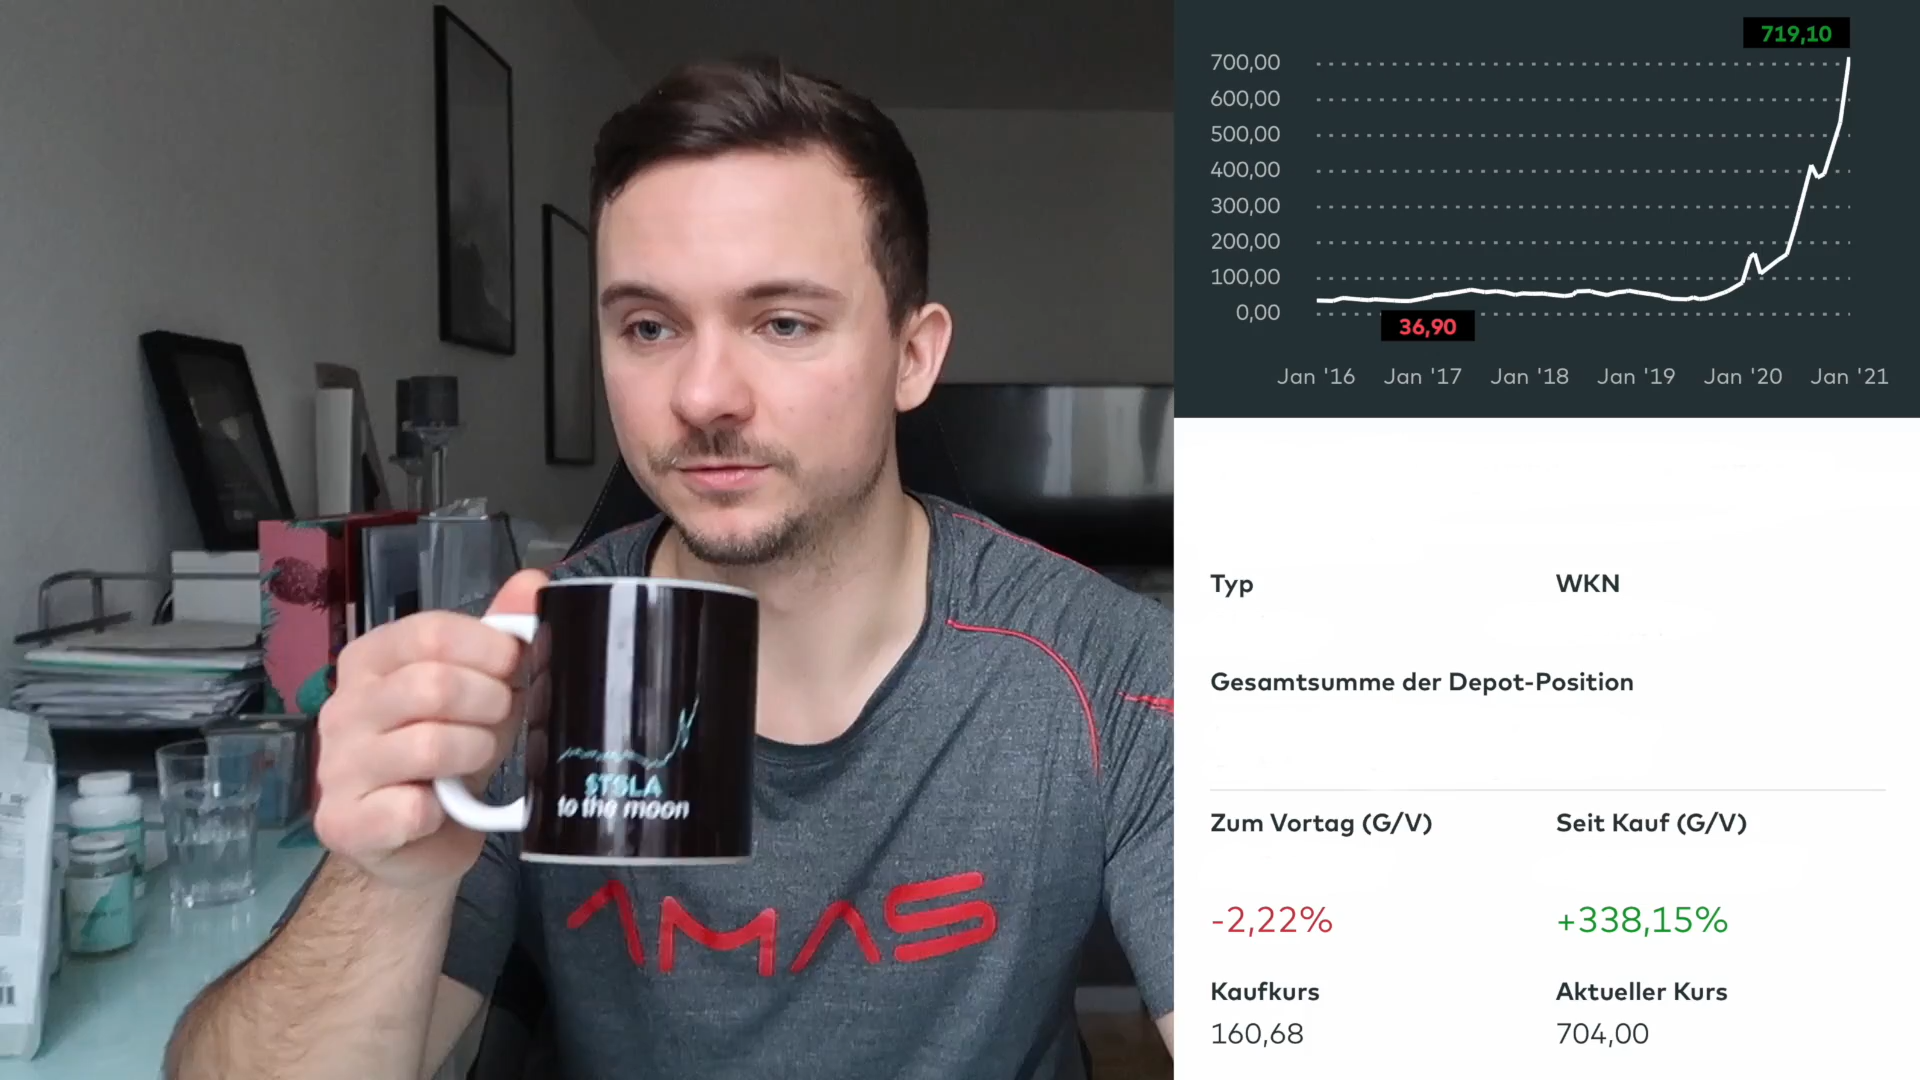 $TSLA
to the moon
AMAS
719,10
700,00
600,00
500,00
400,00
300,00
200,00
100,00
0,00
36,90
Jan '16 Jan '17 Jan '18 Jan '19 Jan '20 Jan '21
Typ WKN
Gesamtsumme der Depot-Position
Zum Vortag (G/V) Seit Kauf (G/V)
-2,22% +338,15%
Kaufkurs Aktueller Kurs
160,68 704,00